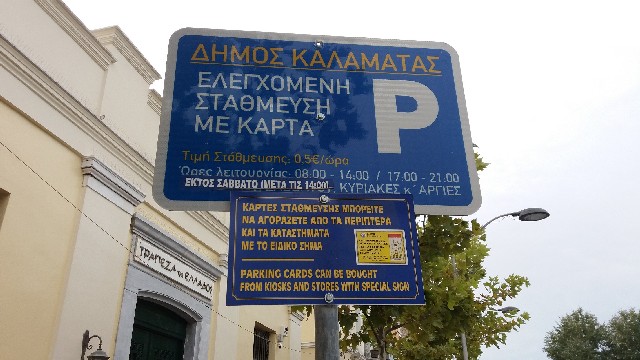 ΔΗΜΟΣ ΚΑΛΑΜΑΤΑΣ
ΕΛΕΓΧΟΜΕΝΗ
ΣΤΑΘΜΕΥΣΗ
ΜΕ ΚΑΡΤΑ
P
Τιμή Στάθμευσης: 0,5€/ώρα
Ώρες λειτουργίας: 08:00 - 14:00 / 17:00 - 21:00
ΕΚΤΟΣ ΣΑΒΒΑΤΟ (ΜΕΤΑ ΤΙΣ 14:00), ΚΥΡΙΑΚΕΣ κ' ΑΡΓΙΕΣ
ΚΑΡΤΕΣ ΣΤΑΘΜΕΥΣΗΣ ΜΠΟΡΕΙΤΕ
ΝΑ ΑΓΟΡΑΖΕΤΕ ΑΠΟ ΤΑ ΠΕΡΙΠΤΕΡΑ
ΚΑΙ ΤΑ ΚΑΤΑΣΤΗΜΑΤΑ
ΜΕ ΤΟ ΕΙΔΙΚΟ ΣΗΜΑ
PARKING CARDS CAN BE BOUGHT
FROM KIOSKS AND STORES WITH SPECIAL SIGN
ΤΡΑΠΕΖΑ ΤΗΣ ΕΛΛΑΔΟΣ